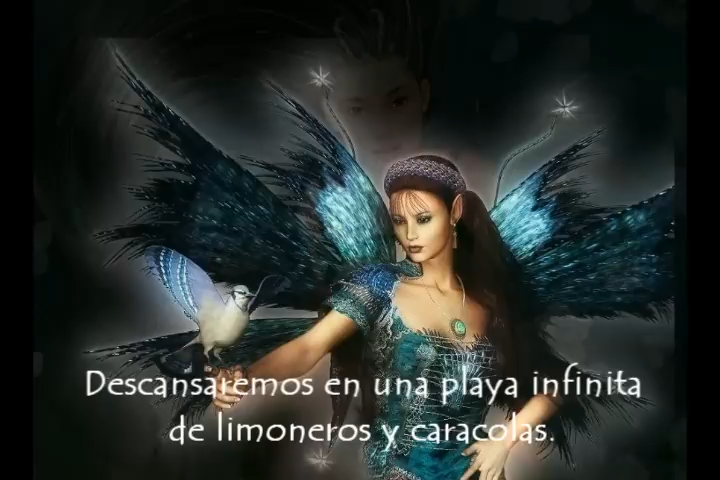 Descansaremos en una playa infinita
de limoneros y caracolas.